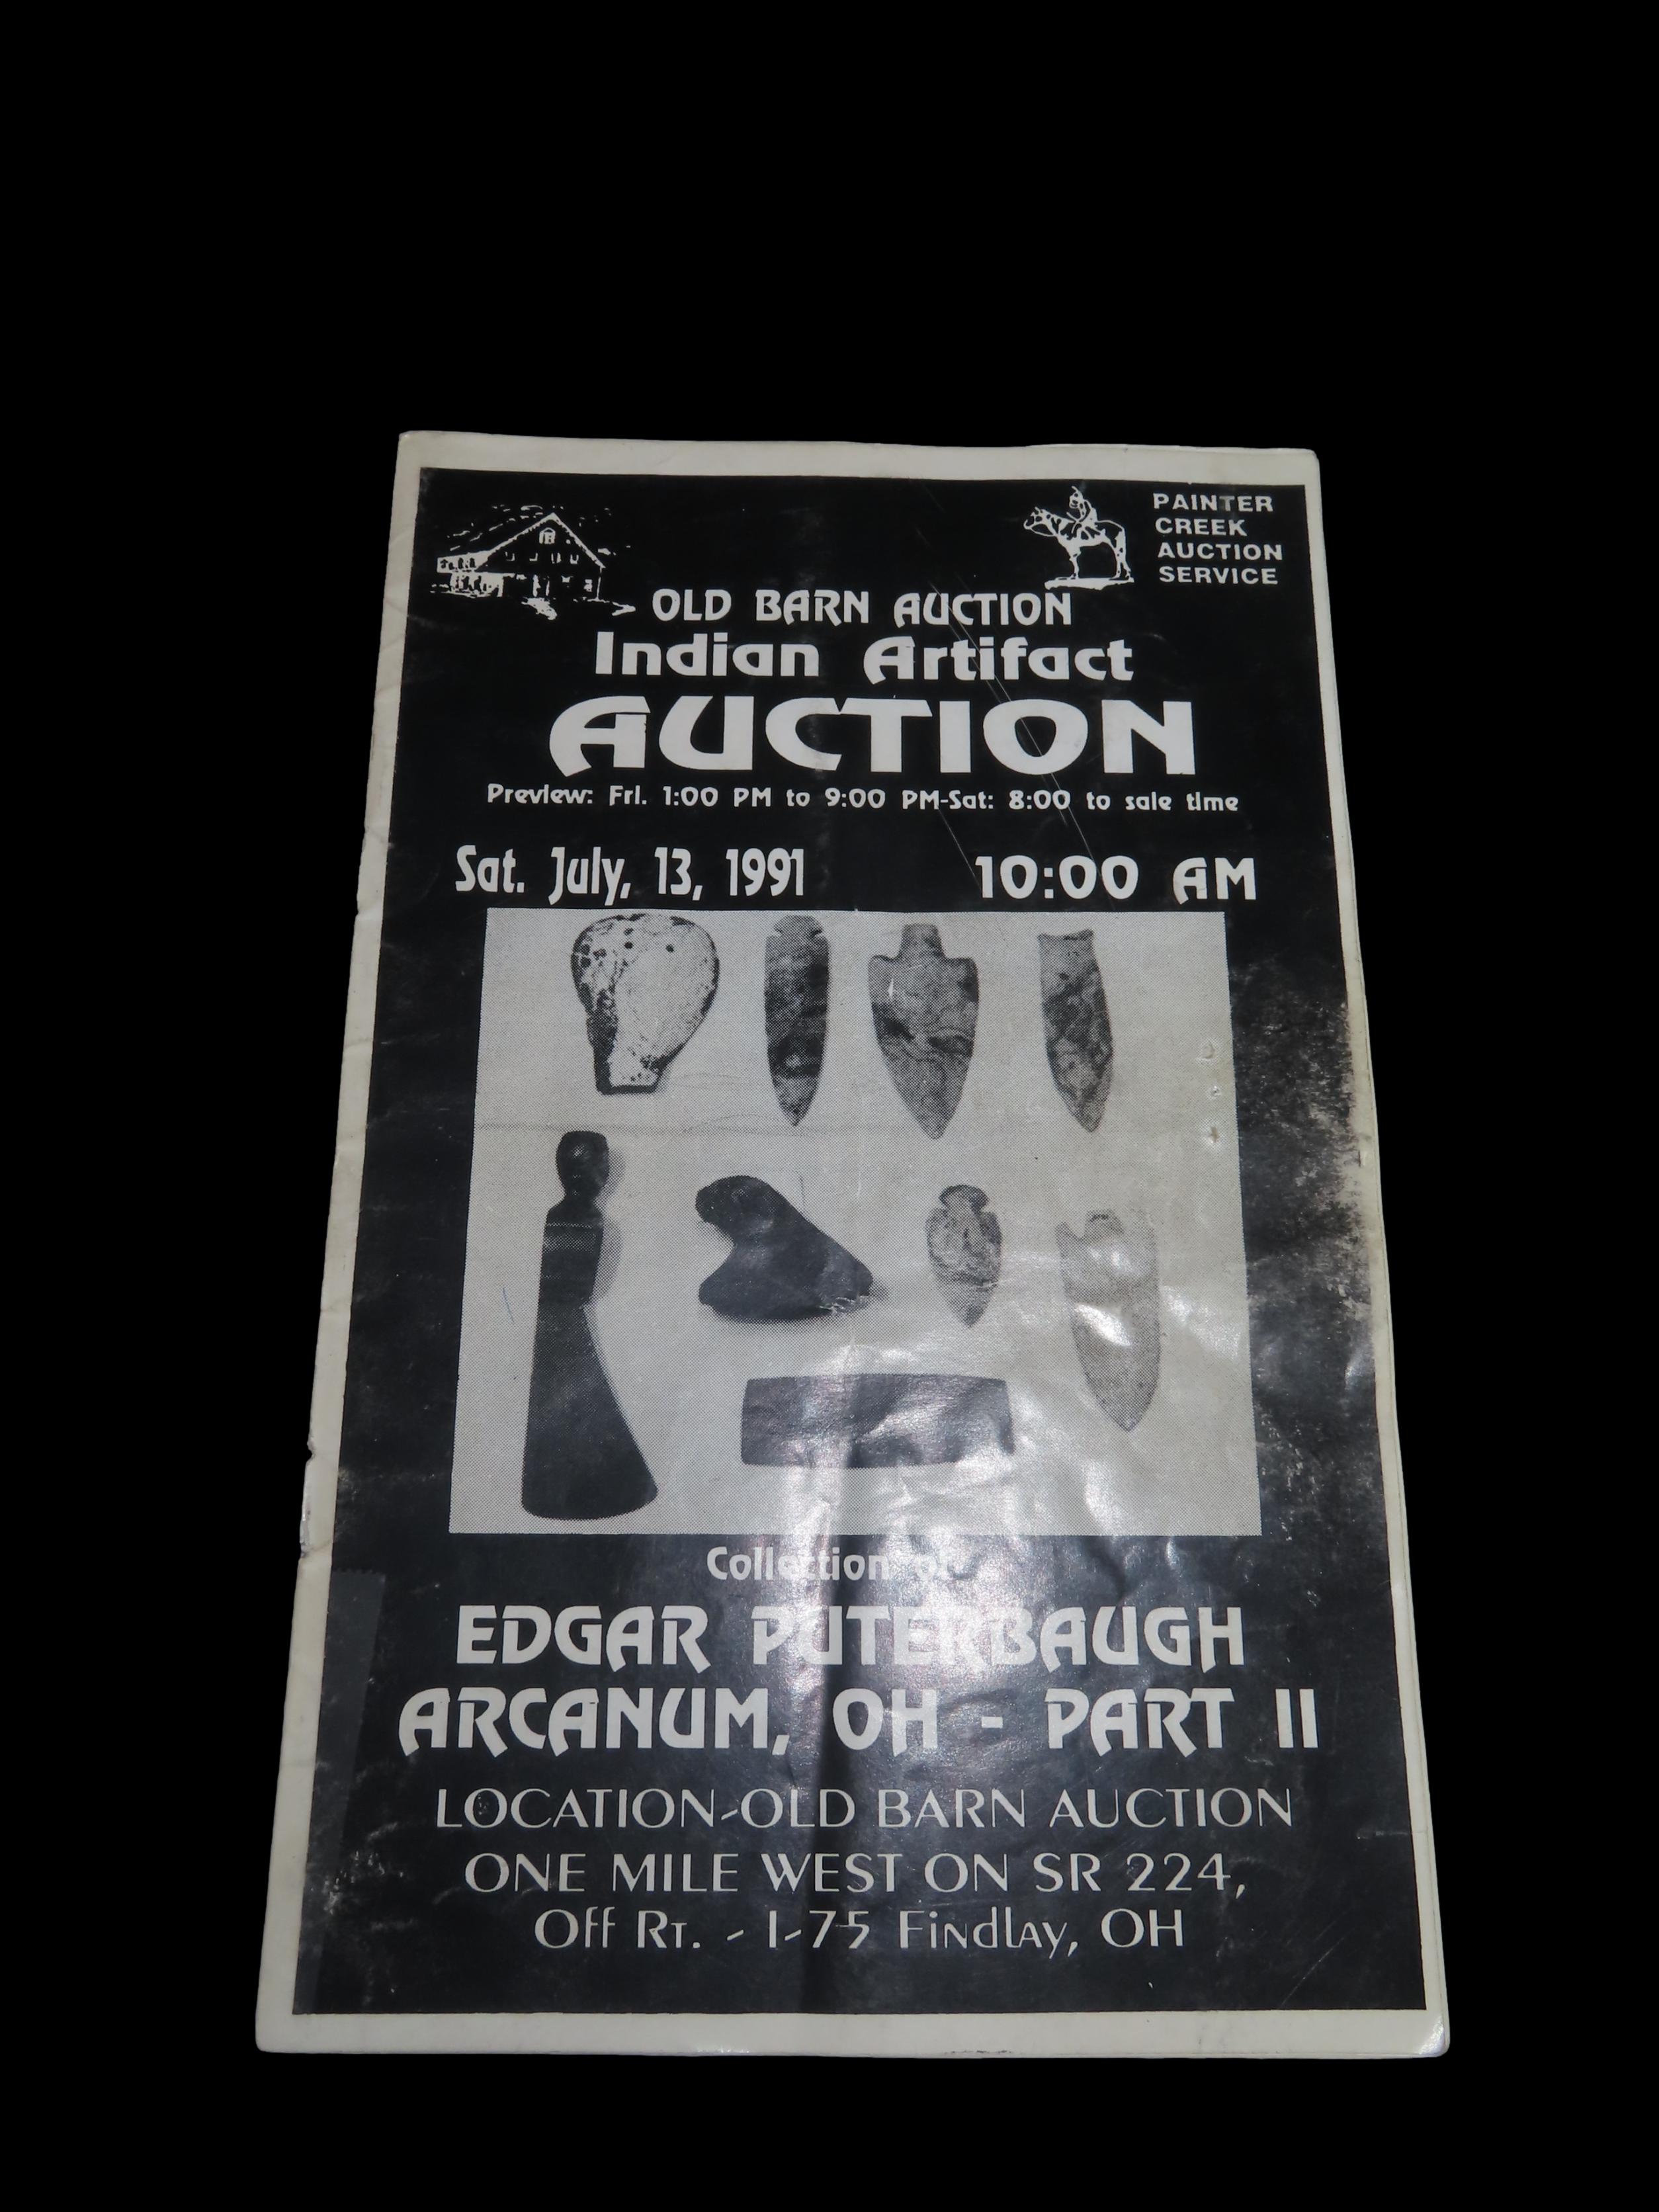 PAINTER
CREEK
AUCTION
SERVICE
OLD BARN AUCTION
Indian Artifact
AUCTION
Preview: Fri. 1:00 PM to 9:00 PM-Sat: 8:00 to sale time
Sat. July, 13, 1991 10:00 AM
Collection of
EDGAR PUTERBAUGH
ARCANUM, OH - PART II
LOCATION-OLD BARN AUCTION
ONE MILE WEST ON SR 224,
Off Rt. - I-75 Findlay, OH